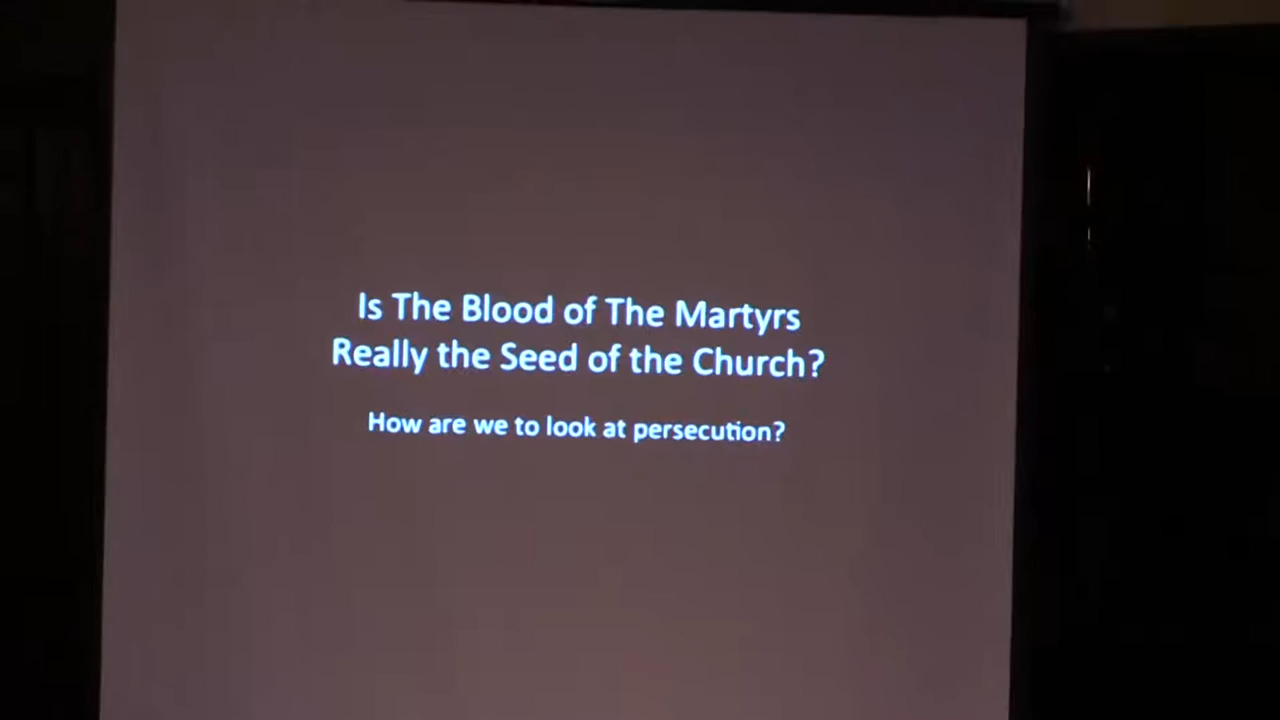 Is The Blood of The Martyrs
Really the Seed of the Church?
How are we to look at persecution?